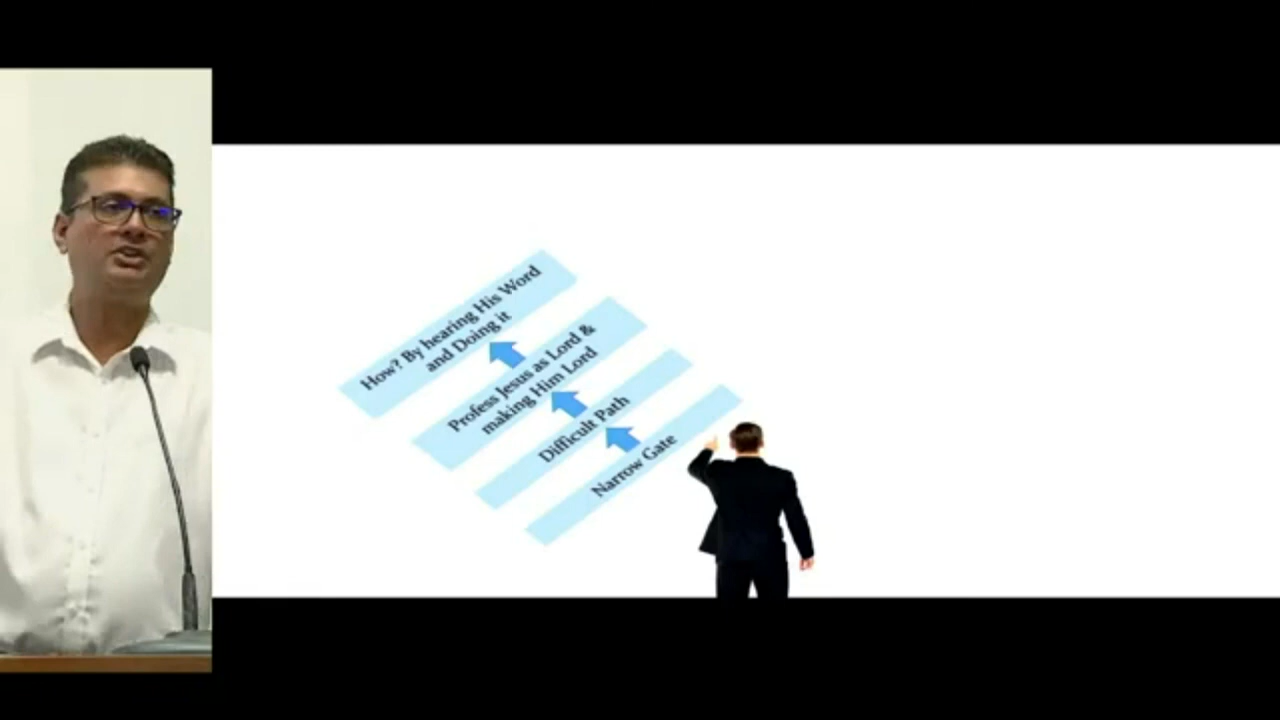 How? By hearing His Word
and Doing it
Profess Jesus as Lord &
making Him Lord
Difficult Path
Narrow Gate